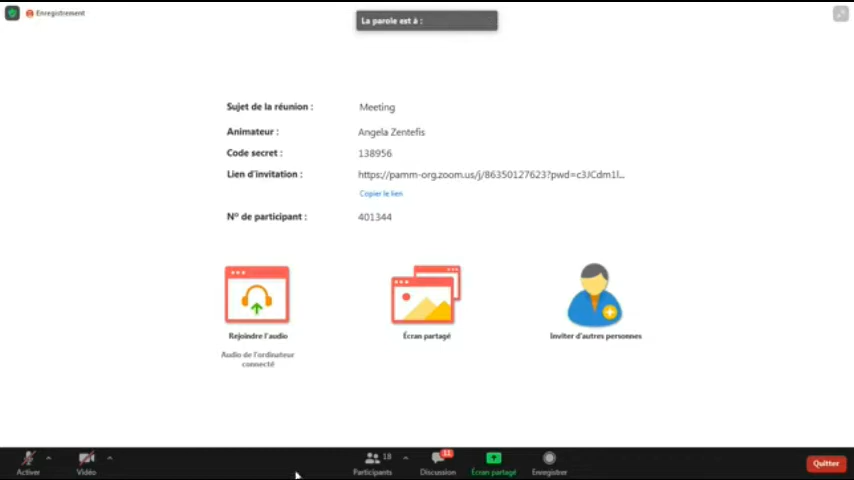 Enregistrement
La parole est à :
Sujet de la réunion : Meeting
Animateur : Angela Zentefis
Code secret : 138956
Lien d'invitation : https://pamm-org.zoom.us/j/86350127623?pwd=c3JCdm1l...
Copier le lien
N° de participant : 401344
Rejoindre l'audio
Écran partagé
Inviter d'autres personnes
Audio de l'ordinateur
connecté
Activer
Vidéo
Participants
18
Discussion
Écran partagé
Enregistrer
Quitter